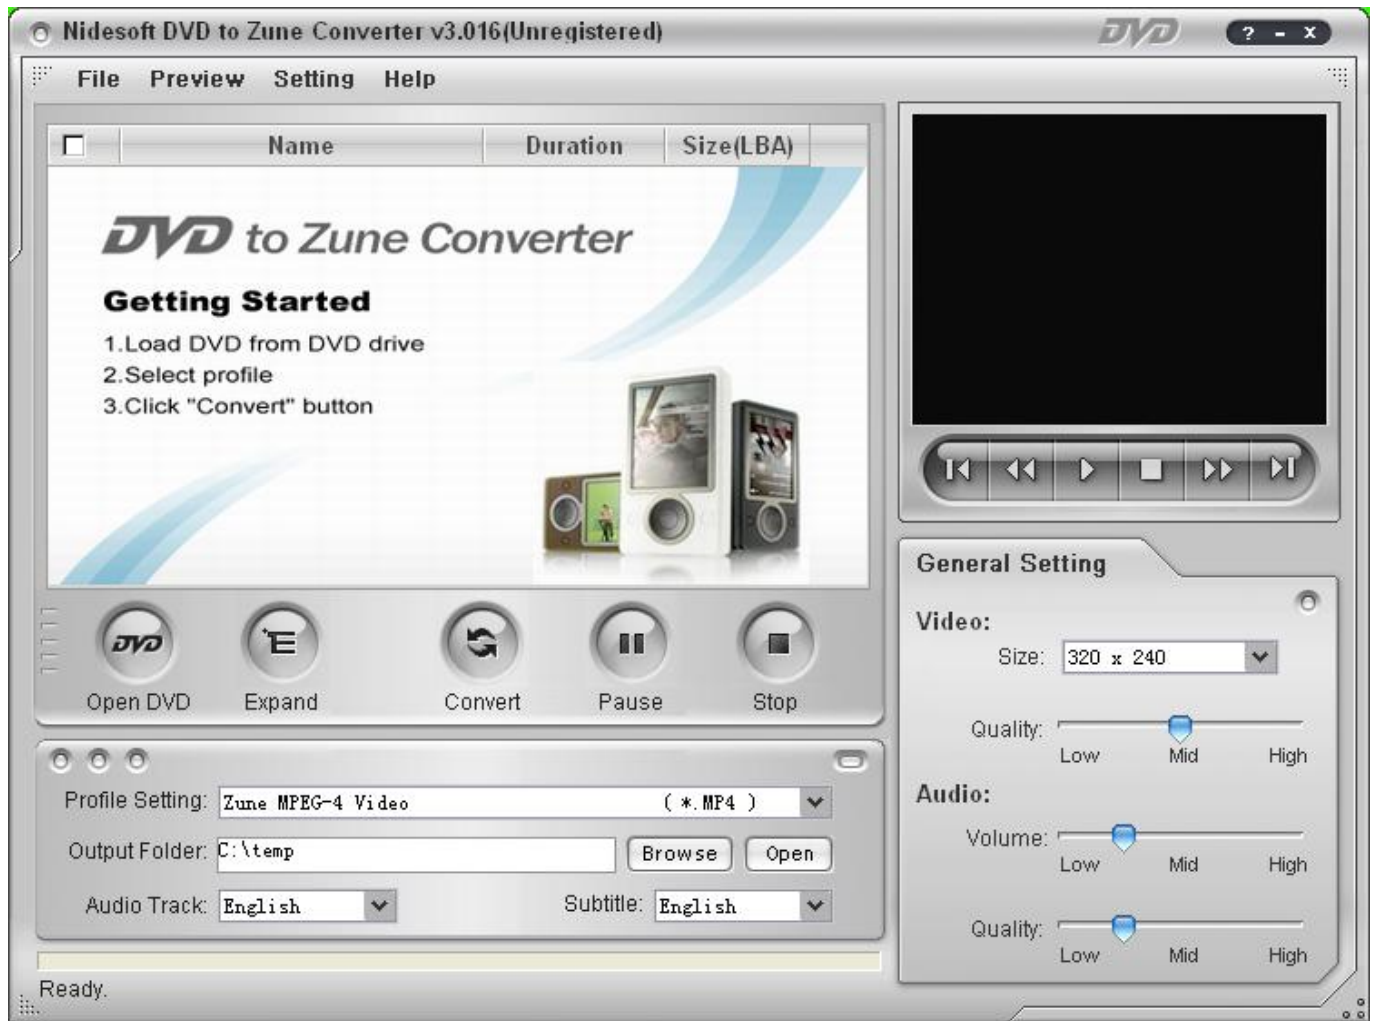 Nidesoft DVD to Zune Converter v3.016(Unregistered)
DVD
? - x
File Preview Setting Help
Name Duration Size(LBA)
DVD to Zune Converter
Getting Started
1.Load DVD from DVD drive
2.Select profile
3.Click "Convert" button
DVD
Open DVD Expand Convert Pause Stop
Profile Setting: Zune MPEG-4 Video ( *.MP4 )
Output Folder: C:\temp Browse Open
Audio Track: English Subtitle: English
Ready.
General Setting
Video:
Size: 320 x 240
Quality:
Low Mid High
Audio:
Volume:
Low Mid High
Quality:
Low Mid High